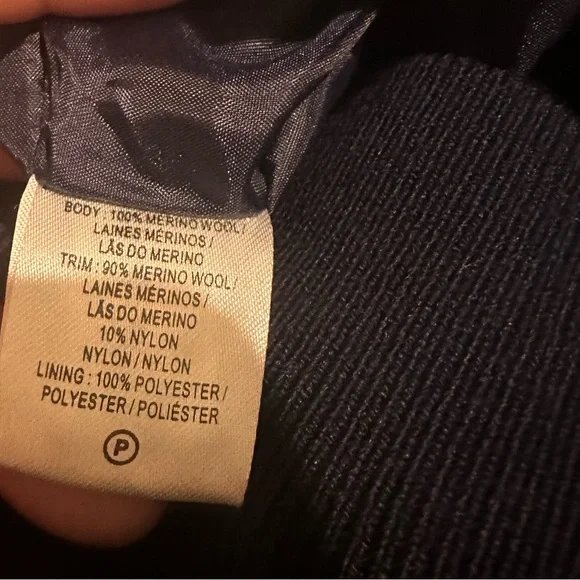 BODY : 100% MERINO WOOL /
LAINES MÉRINOS /
LÃS DO MERINO
TRIM : 90% MERINO WOOL /
LAINES MÉRINOS /
LÃS DO MERINO
10% NYLON
NYLON / NYLON
LINING : 100% POLYESTER /
POLYESTER / POLIÉSTER
P